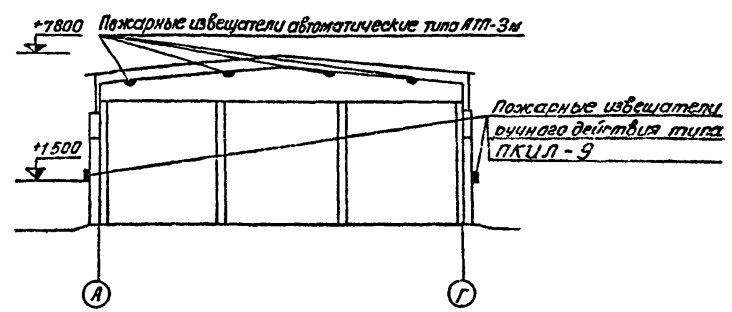 +7800
Пожарные извещатели автоматические типа АТП-3м
Пожарные извещатели
ручного действия типа
ПКИЛ-9
+1500
А
Г